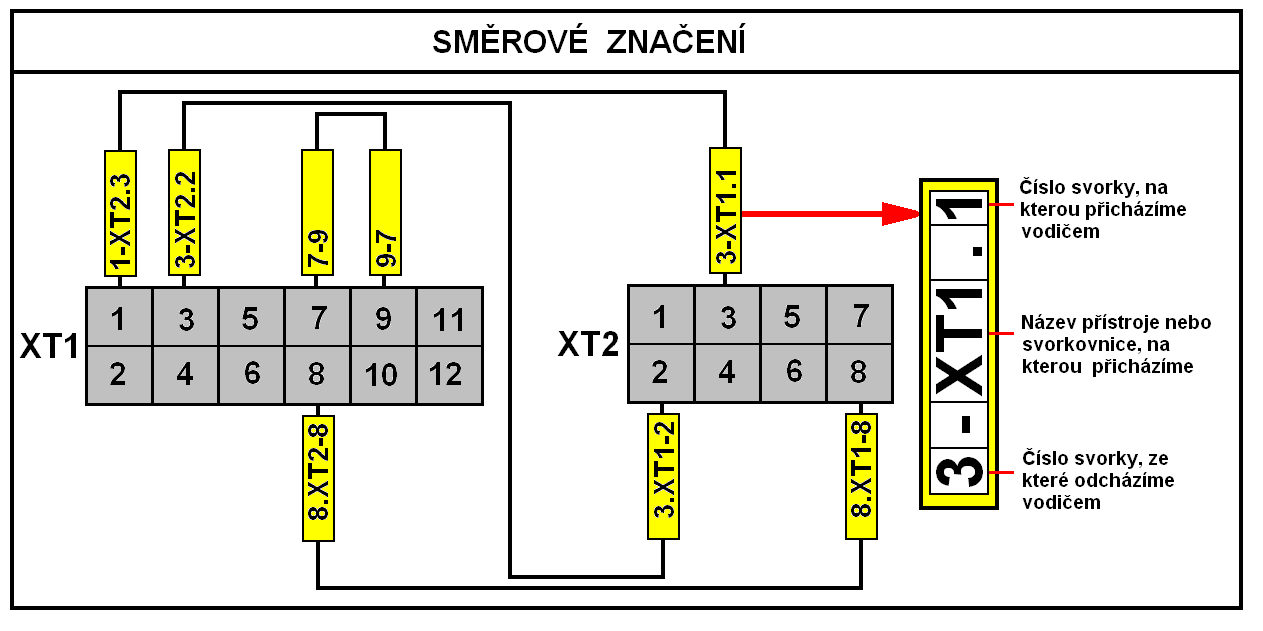 SMĚROVÉ ZNAČENÍ
1-XT2.3
3-XT2.2
7-9
9-7
3-XT1.1
XT1
1 3 5 7 9 11
2 4 6 8 10 12
XT2
1 3 5 7
2 4 6 8
8.XT2-8
3.XT1-2
8.XT1-8
3-XT1.1
Číslo svorky, na
kterou přicházíme
vodičem
Název přístroje nebo
svorkovnice, na
kterou přicházíme
Číslo svorky, ze
které odcházíme
vodičem